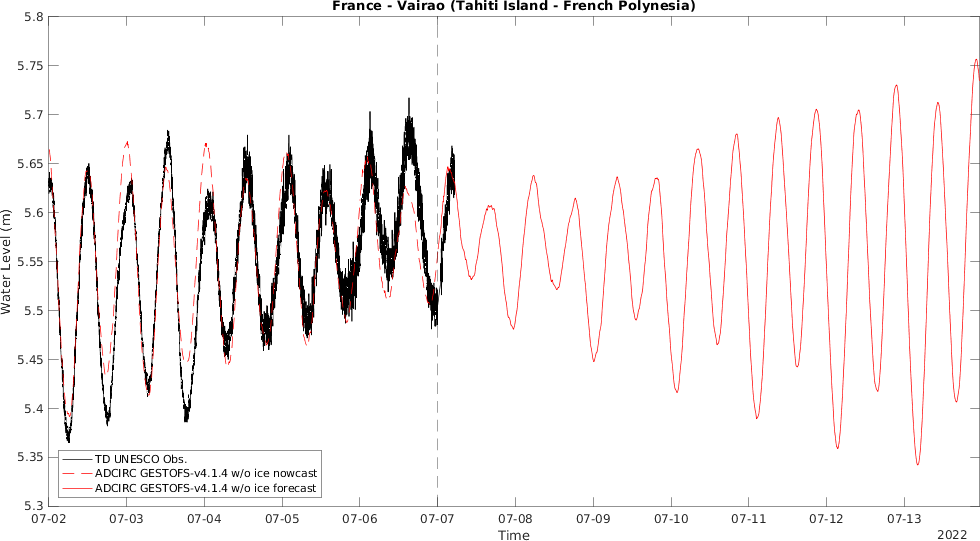 France - Vairao (Tahiti Island - French Polynesia)
5.8
5.75
5.7
5.65
5.6
5.55
5.5
5.45
5.4
5.35
5.3
Water Level (m)
TD UNESCO Obs.
ADCIRC GESTOFS-v4.1.4 w/o ice nowcast
ADCIRC GESTOFS-v4.1.4 w/o ice forecast
07-02 07-03 07-04 07-05 07-06 07-07 07-08 07-09 07-10 07-11 07-12 07-13
Time
2022